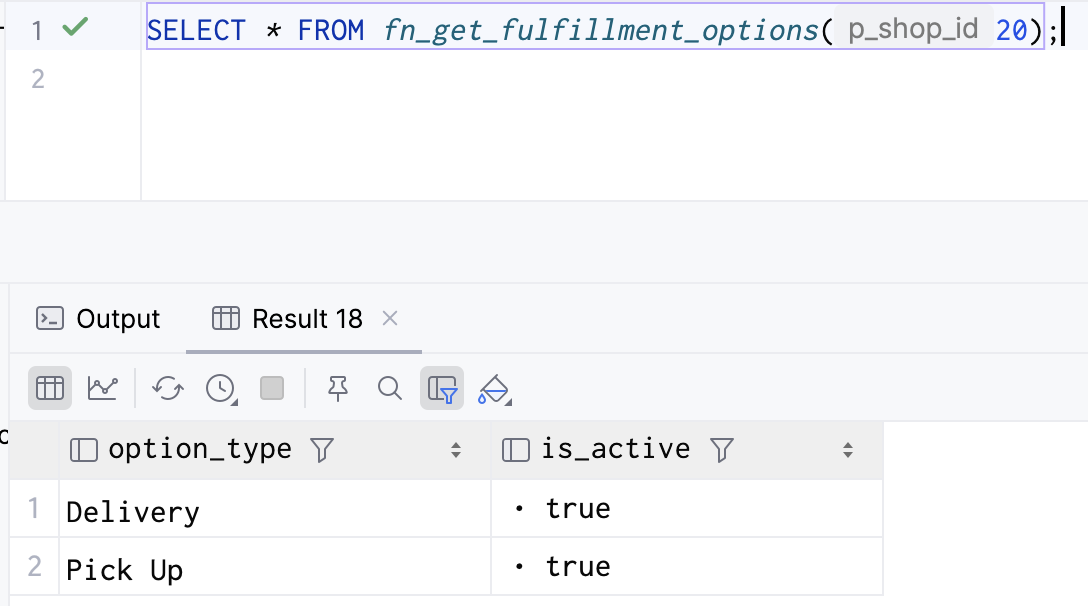 1 SELECT * FROM fn_get_fulfillment_options( p_shop_id 20);
2
Output Result 18
option_type is_active
1 Delivery · true
2 Pick Up · true